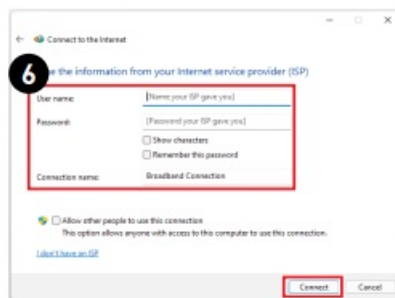 Connect to the Internet
6
e the information from your Internet service provider (ISP)
User name: [Name your ISP gave you]
Password: [Password your ISP gave you]
Show characters
Remember this password
Connection name: Broadband Connection
Allow other people to use this connection
This option allows anyone with access to this computer to use this connection.
I don't have an ISP
Connect Cancel